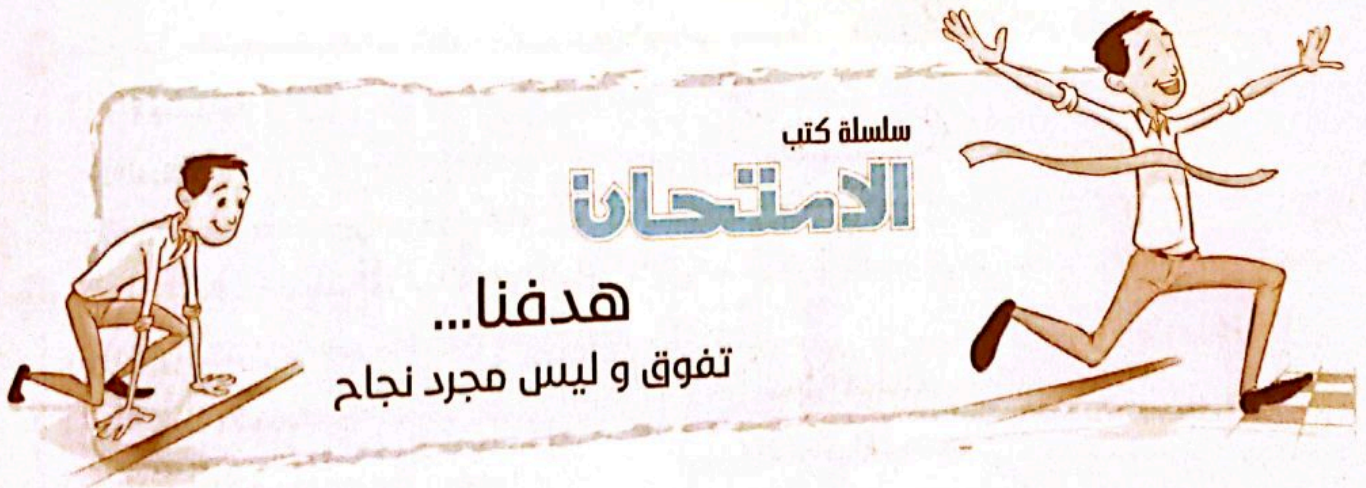 سلسلة كتب
الامتحان
هدفنا...
تفوق و ليس مجرد نجاح